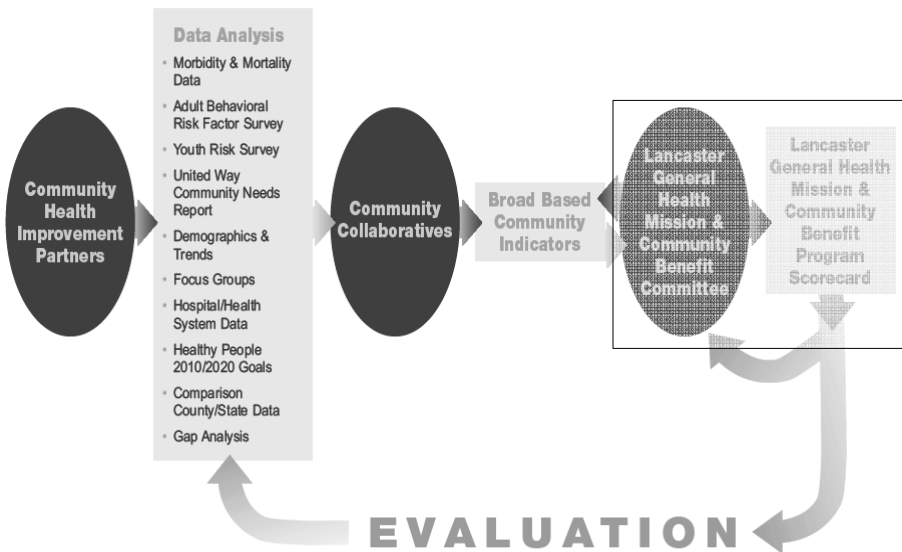 Community
Health
Improvement
Partners
Data Analysis
• Morbidity & Mortality
Data
• Adult Behavioral
Risk Factor Survey
• Youth Risk Survey
• United Way
Community Needs
Report
• Demographics &
Trends
• Focus Groups
• Hospital/Health
System Data
• Healthy People
2010/2020 Goals
• Comparison
County/State Data
• Gap Analysis
Community
Collaboratives
Broad Based
Community
Indicators
Lancaster
General
Health
Mission &
Community
Benefit
Committee
Lancaster
General Health
Mission &
Community
Benefit
Program
Scorecard
EVALUATION